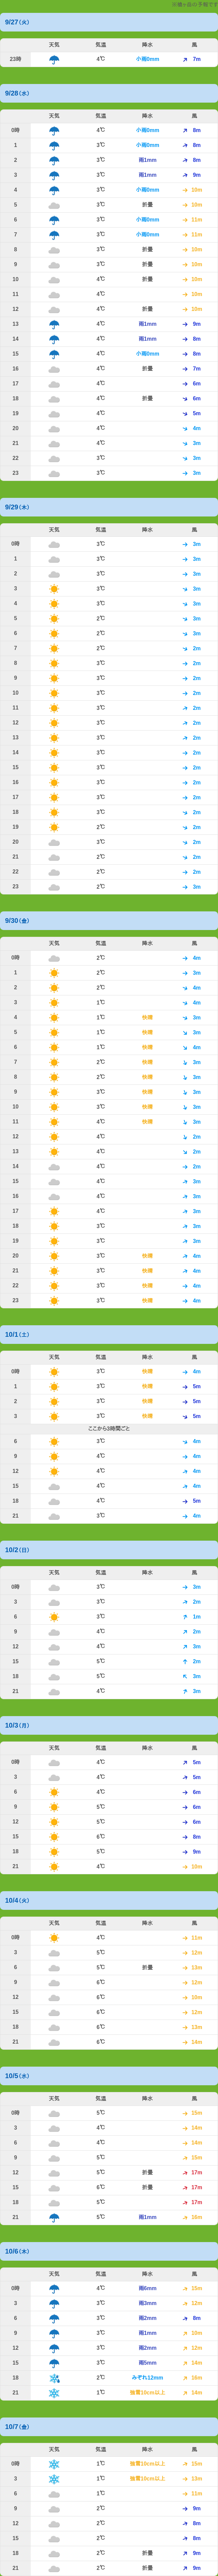 9/27(火)
天気 気温 降水 風
23時 4℃ 小雨0mm 7m
9/28(水)
天気 気温 降水 風
0時 4℃ 小雨0mm 8m
1 3℃ 小雨0mm 8m
2 3℃ 雨1mm 8m
3 3℃ 雨1mm 9m
4 3℃ 小雨0mm 10m
5 3℃ 折畳 10m
6 3℃ 小雨0mm 11m
7 3℃ 小雨0mm 11m
8 3℃ 折畳 10m
9 3℃ 折畳 10m
10 4℃ 折畳 10m
11 4℃ 10m
12 4℃ 折畳 10m
13 4℃ 雨1mm 9m
14 4℃ 雨1mm 8m
15 4℃ 小雨0mm 8m
16 4℃ 折畳 7m
17 4℃ 6m
18 4℃ 折畳 6m
19 4℃ 5m
20 4℃ 4m
21 4℃ 3m
22 3℃ 3m
23 3℃ 3m
9/29(木)
天気 気温 降水 風
0時 3℃ 3m
1 3℃ 3m
2 3℃ 3m
3 3℃ 3m
4 3℃ 3m
5 2℃ 3m
6 2℃ 3m
7 2℃ 2m
8 3℃ 2m
9 3℃ 2m
10 3℃ 2m
11 3℃ 2m
12 3℃ 2m
13 3℃ 2m
14 3℃ 2m
15 3℃ 2m
16 3℃ 2m
17 3℃ 2m
18 3℃ 2m
19 2℃ 2m
20 3℃ 3m
21 2℃ 2m
22 2℃ 2m
23 2℃ 3m
9/30(金)
天気 気温 降水 風
0時 2℃ 4m
1 2℃ 3m
2 2℃ 4m
3 1℃ 4m
4 1℃ 快晴 3m
5 1℃ 快晴 3m
6 1℃ 快晴 4m
7 2℃ 快晴 3m
8 2℃ 快晴 3m
9 3℃ 快晴 3m
10 3℃ 快晴 3m
11 4℃ 快晴 3m
12 4℃ 2m
13 4℃ 2m
14 4℃ 2m
15 4℃ 3m
16 4℃ 3m
17 4℃ 3m
18 3℃ 3m
19 3℃ 3m
20 3℃ 快晴 4m
21 3℃ 快晴 4m
22 3℃ 快晴 4m
23 3℃ 快晴 4m
10/1(土)
天気 気温 降水 風
0時 3℃ 快晴 4m
1 3℃ 快晴 5m
2 3℃ 快晴 5m
3 3℃ 快晴 5m
ここから3時間ごと
6 3℃ 4m
9 4℃ 4m
12 4℃ 4m
15 4℃ 4m
18 4℃ 5m
21 3℃ 4m
10/2(日)
天気 気温 降水 風
0時 3℃ 3m
3 3℃ 2m
6 3℃ 1m
9 4℃ 2m
12 4℃ 3m
15 5℃ 2m
18 5℃ 3m
21 4℃ 3m
10/3(月)
天気 気温 降水 風
0時 4℃ 5m
3 4℃ 5m
6 4℃ 6m
9 5℃ 6m
12 5℃ 6m
15 6℃ 8m
18 5℃ 9m
21 4℃ 10m
10/4(火)
天気 気温 降水 風
0時 4℃ 11m
3 5℃ 12m
6 5℃ 折畳 13m
9 6℃ 12m
12 6℃ 10m
15 6℃ 12m
18 6℃ 13m
21 6℃ 14m
10/5(水)
天気 気温 降水 風
0時 5℃ 15m
3 4℃ 14m
6 4℃ 14m
9 5℃ 15m
12 5℃ 折畳 17m
15 6℃ 折畳 17m
18 5℃ 17m
21 5℃ 雨1mm 16m
10/6(木)
天気 気温 降水 風
0時 4℃ 雨6mm 15m
3 3℃ 雨3mm 12m
6 3℃ 雨2mm 8m
9 3℃ 雨1mm 10m
12 3℃ 雨2mm 12m
15 3℃ 雨5mm 14m
18 2℃ みぞれ12mm 15m
21 1℃ 強雪10cm以上 14m
10/7(金)
天気 気温 降水 風
0時 1℃ 強雪10cm以上 15m
3 1℃ 強雪10cm以上 13m
6 1℃ 11m
9 2℃ 9m
12 2℃ 8m
15 2℃ 8m
18 2℃ 折畳 9m
21 2℃ 折畳 9m